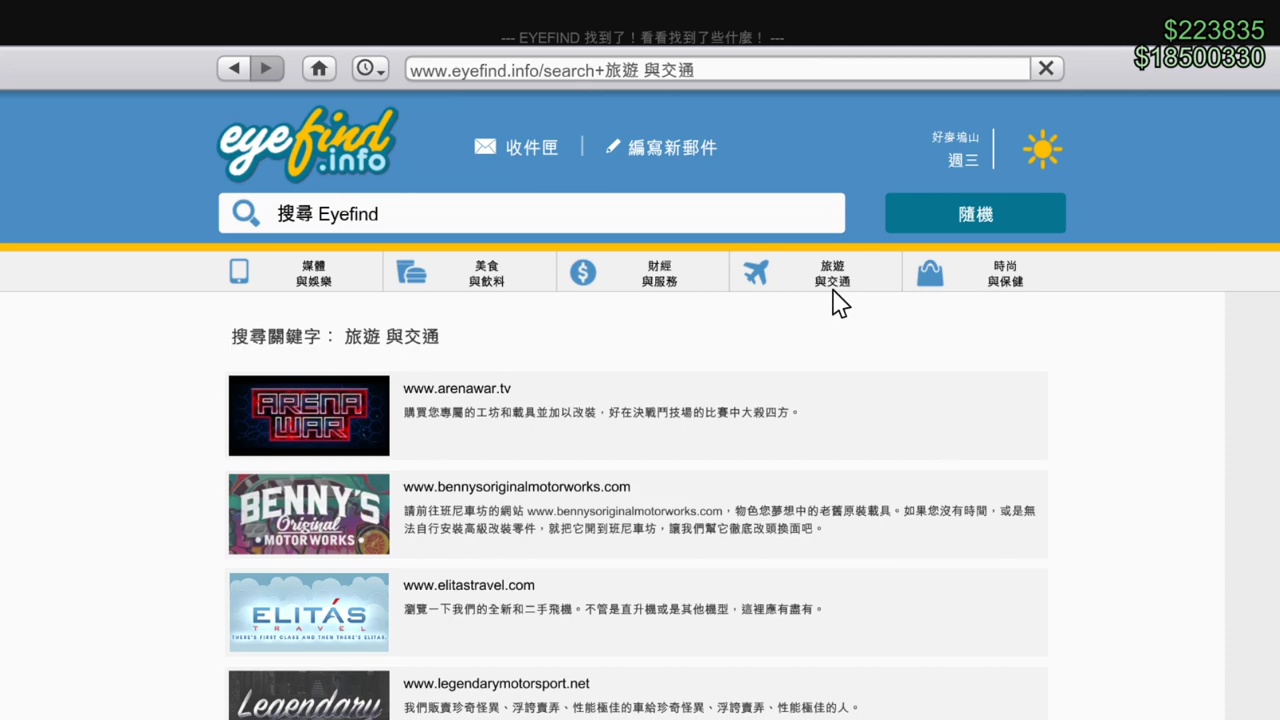 --- EYEFIND 找到了！看看找到了些什麼！ ---
$223835
$18500330
www.eyefind.info/search+旅遊 與交通
eyefind
.info
收件匣
編寫新郵件
好麥塢山
週三
搜尋 Eyefind
隨機
媒體
與娛樂
美食
與飲料
財經
與服務
旅遊
與交通
時尚
與保健
搜尋關鍵字： 旅遊 與交通
ARENA
WAR
www.arenawar.tv
購買您專屬的工坊和載具並加以改裝，好在決戰鬥技場的比賽中大殺四方。
BENNY'S
Original
MOTOR WORKS
www.bennysoriginalmotorworks.com
請前往班尼車坊的網站 www.bennysoriginalmotorworks.com，物色您夢想中的老舊原裝載具。如果您沒有時間，或是無
法自行安裝高級改裝零件，就把它開到班尼車坊，讓我們幫它徹底改頭換面吧。
ELITÁS
TRAVEL
THERE'S FIRST CLASS AND THEN THERE'S ELITAS.
www.elitastravel.com
瀏覽一下我們的全新和二手飛機。不管是直升機或是其他機型，這裡應有盡有。
Legendary
www.legendarymotorsport.net
我們販賣珍奇怪異、浮誇賣弄、性能極佳的車給珍奇怪異、浮誇賣弄、性能極佳的人。